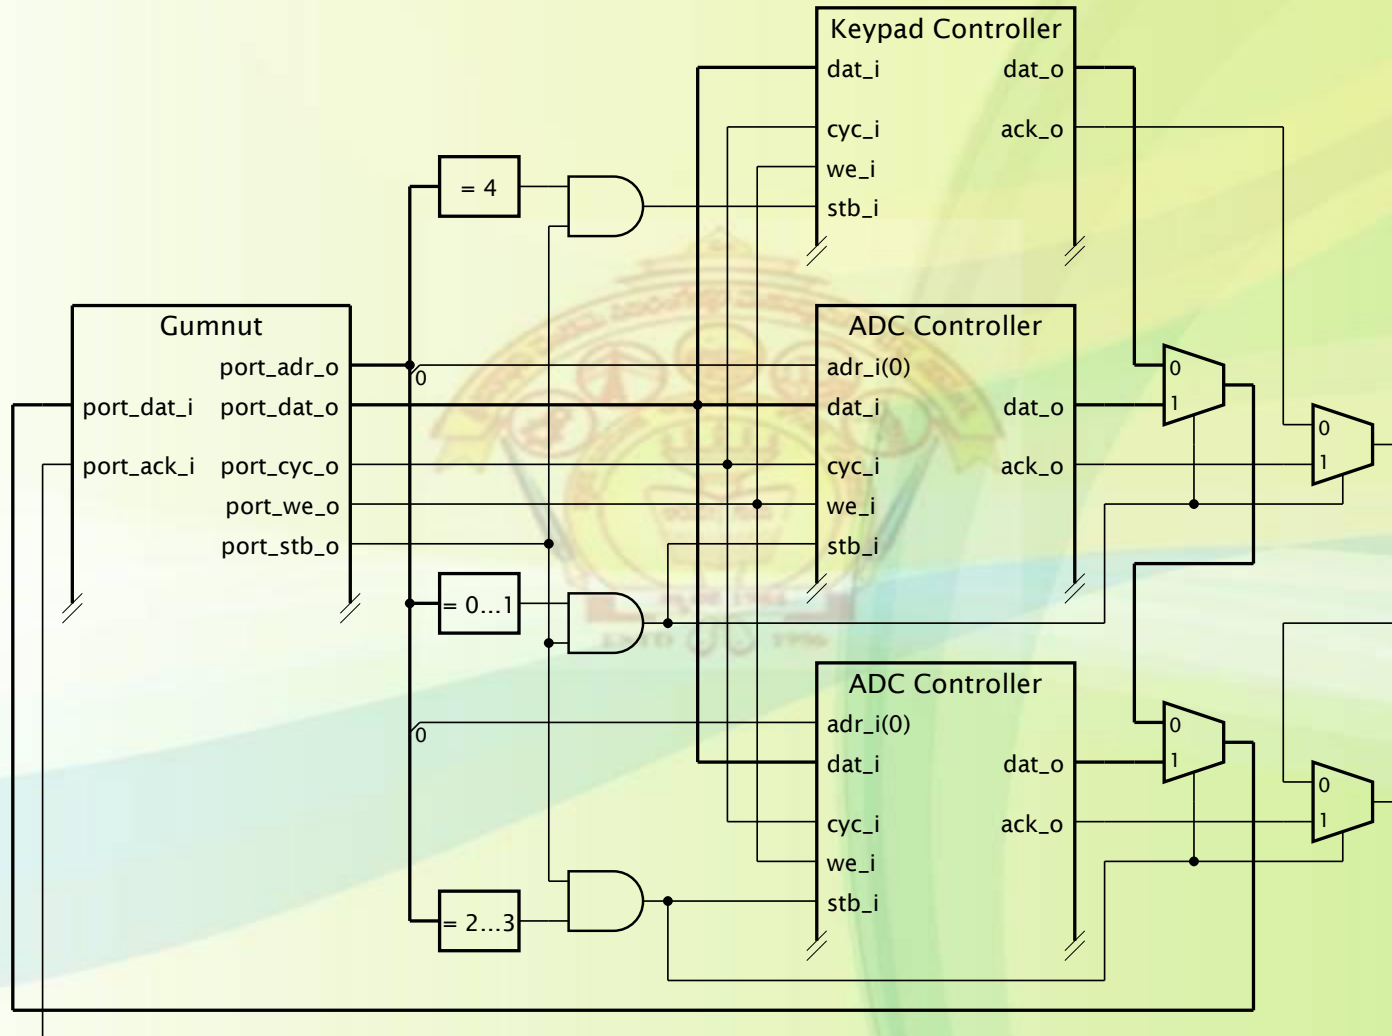 Keypad Controller
dat_i dat_o
cyc_i ack_o
we_i
stb_i
= 4
Gumnut
port_adr_o
port_dat_i port_dat_o
port_ack_i port_cyc_o
port_we_o
port_stb_o
0
ADC Controller
adr_i(0)
dat_i dat_o
cyc_i ack_o
we_i
stb_i
0
1
0
1
= 0...1
ADC Controller
adr_i(0)
0
dat_i dat_o
cyc_i ack_o
we_i
stb_i
0
1
0
1
= 2...3
ESTD 1996